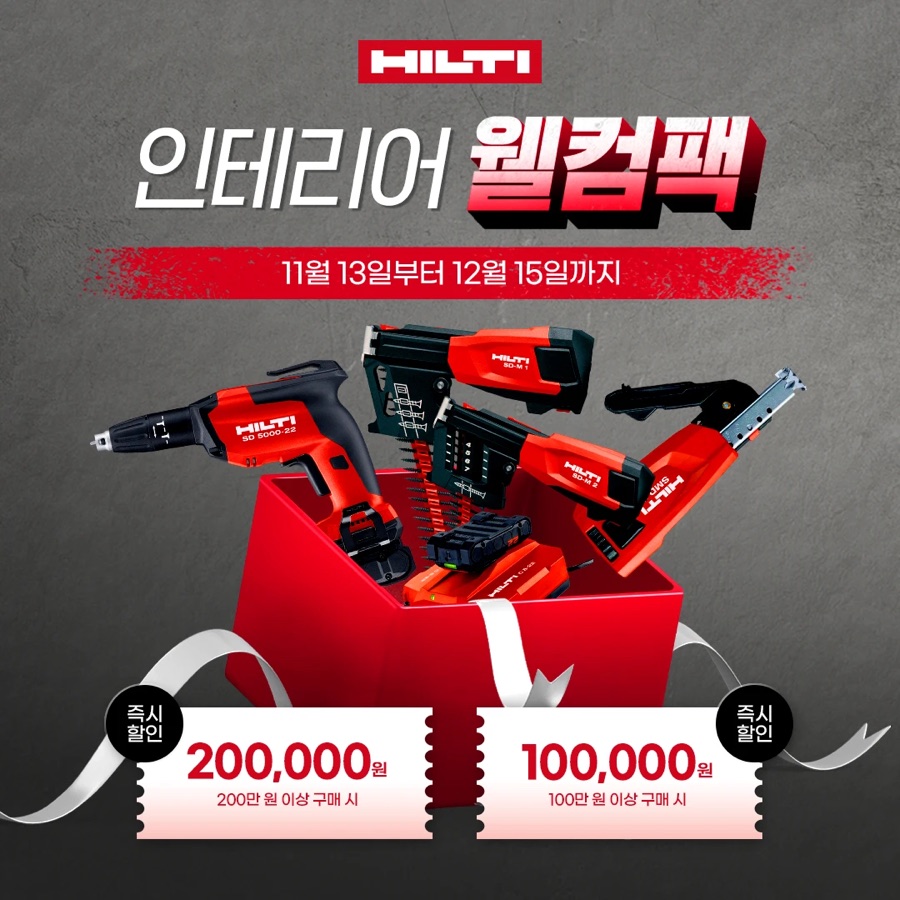 HILTI
인테리어 웰컴팩
11월 13일부터 12월 15일까지
HILTI
SD-M 1
HILTI
SD 5000-22
HILTI
SD-M 2
HILTI
SMD
HILTI
즉시
할인
200,000원
200만 원 이상 구매 시
즉시
할인
100,000원
100만 원 이상 구매 시